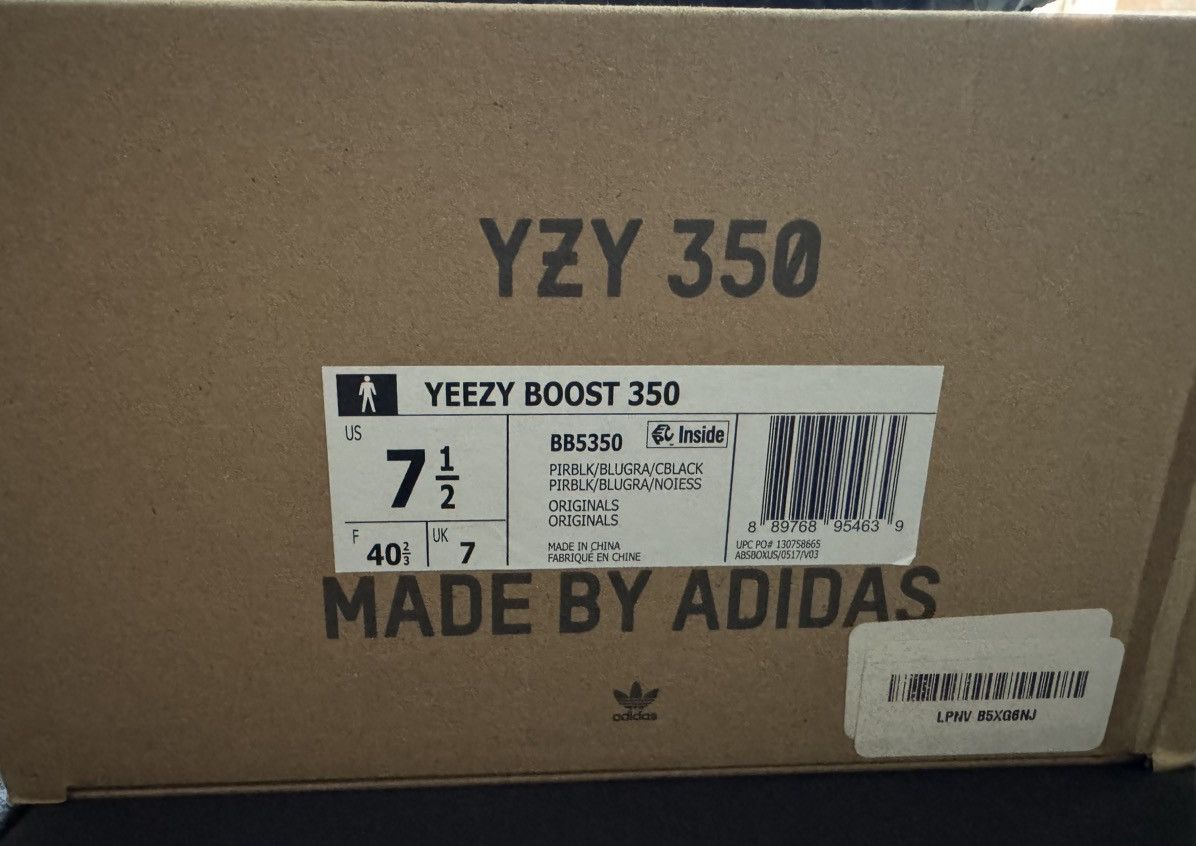 YZY 350
YEEZY BOOST 350
US
7 1/2
F
40 2/3
UK
7
BB5350
Inside
PIRBLK/BLUGRA/CBLACK
PIRBLK/BLUGRA/NOIESS
ORIGINALS
ORIGINALS
MADE IN CHINA
FABRIQUÉ EN CHINE
8 89768 95463 9
UPC PO# 130758665
ABSBOXUS/0517/V03
MADE BY ADIDAS
adidas
LPNV B5XG6NJ